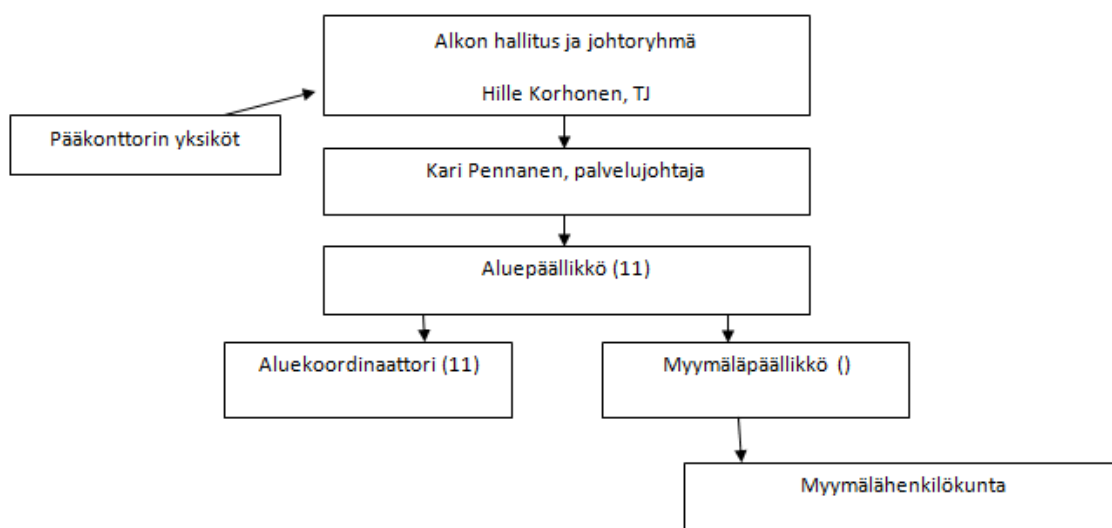 Alkon hallitus ja johtoryhmä
Hille Korhonen, TJ
Pääkonttorin yksiköt
Kari Pennanen, palvelujohtaja
Aluepäällikkö (11)
Aluekoordinaattori (11)
Myymäläpäällikkö ()
Myymälähenkilökunta